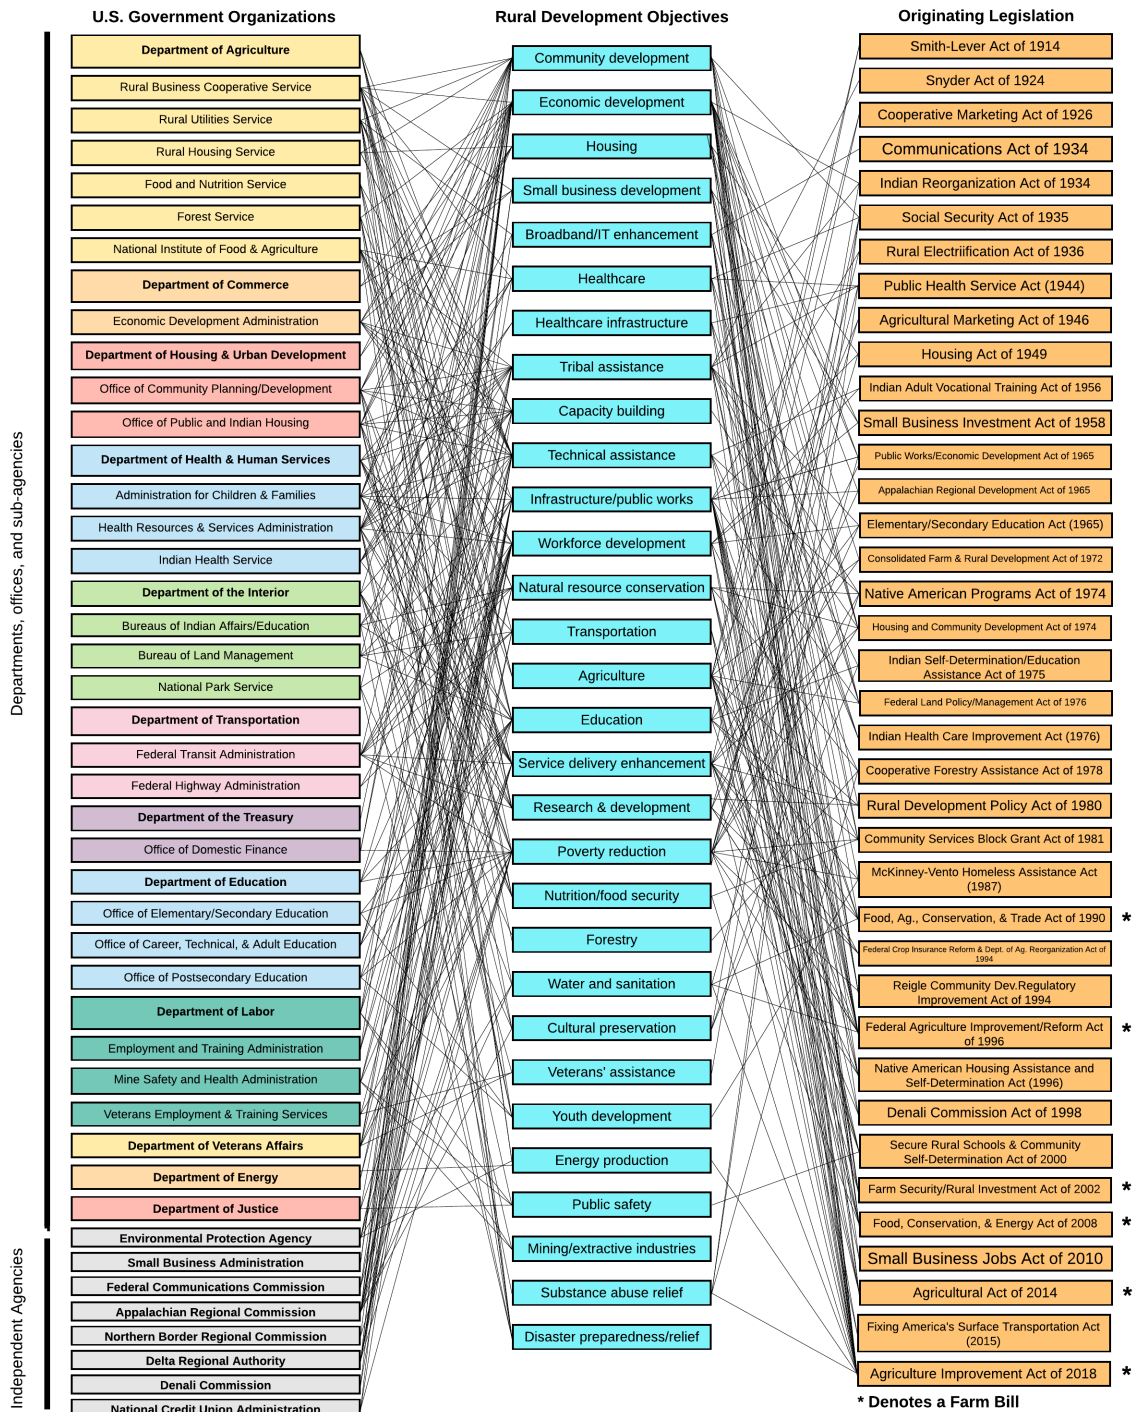 U.S. Government Organizations
Rural Development Objectives
Originating Legislation
Departments, offices, and sub-agencies
Independent Agencies
Department of Agriculture
Rural Business Cooperative Service
Rural Utilities Service
Rural Housing Service
Food and Nutrition Service
Forest Service
National Institute of Food & Agriculture
Department of Commerce
Economic Development Administration
Department of Housing & Urban Development
Office of Community Planning/Development
Office of Public and Indian Housing
Department of Health & Human Services
Administration for Children & Families
Health Resources & Services Administration
Indian Health Service
Department of the Interior
Bureaus of Indian Affairs/Education
Bureau of Land Management
National Park Service
Department of Transportation
Federal Transit Administration
Federal Highway Administration
Department of the Treasury
Office of Domestic Finance
Department of Education
Office of Elementary/Secondary Education
Office of Career, Technical, & Adult Education
Office of Postsecondary Education
Department of Labor
Employment and Training Administration
Mine Safety and Health Administration
Veterans Employment & Training Services
Department of Veterans Affairs
Department of Energy
Department of Justice
Environmental Protection Agency
Small Business Administration
Federal Communications Commission
Appalachian Regional Commission
Northern Border Regional Commission
Delta Regional Authority
Denali Commission
National Credit Union Administration
Community development
Economic development
Housing
Small business development
Broadband/IT enhancement
Healthcare
Healthcare infrastructure
Tribal assistance
Capacity building
Technical assistance
Infrastructure/public works
Workforce development
Natural resource conservation
Transportation
Agriculture
Education
Service delivery enhancement
Research & development
Poverty reduction
Nutrition/food security
Forestry
Water and sanitation
Cultural preservation
Veterans' assistance
Youth development
Energy production
Public safety
Mining/extractive industries
Substance abuse relief
Disaster preparedness/relief
Smith-Lever Act of 1914
Snyder Act of 1924
Cooperative Marketing Act of 1926
Communications Act of 1934
Indian Reorganization Act of 1934
Social Security Act of 1935
Rural Electriification Act of 1936
Public Health Service Act (1944)
Agricultural Marketing Act of 1946
Housing Act of 1949
Indian Adult Vocational Training Act of 1956
Small Business Investment Act of 1958
Public Works/Economic Development Act of 1965
Appalachian Regional Development Act of 1965
Elementary/Secondary Education Act (1965)
Consolidated Farm & Rural Development Act of 1972
Native American Programs Act of 1974
Housing and Community Development Act of 1974
Indian Self-Determination/Education
Assistance Act of 1975
Federal Land Policy/Management Act of 1976
Indian Health Care Improvement Act (1976)
Cooperative Forestry Assistance Act of 1978
Rural Development Policy Act of 1980
Community Services Block Grant Act of 1981
McKinney-Vento Homeless Assistance Act
(1987)
Food, Ag., Conservation, & Trade Act of 1990 *
Federal Crop Insurance Reform & Dept. of Ag. Reorganization Act of
1994
Reigle Community Dev.Regulatory
Improvement Act of 1994
Federal Agriculture Improvement/Reform Act *
of 1996
Native American Housing Assistance and
Self-Determination Act (1996)
Denali Commission Act of 1998
Secure Rural Schools & Community
Self-Determination Act of 2000
Farm Security/Rural Investment Act of 2002 *
Food, Conservation, & Energy Act of 2008 *
Small Business Jobs Act of 2010
Agricultural Act of 2014 *
Fixing America's Surface Transportation Act
(2015)
Agriculture Improvement Act of 2018 *
* Denotes a Farm Bill